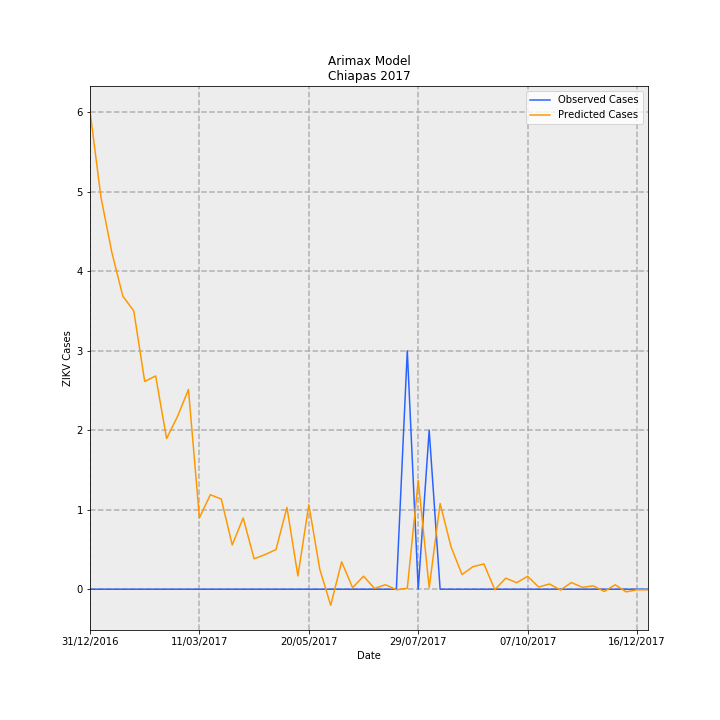 Arimax Model
Chiapas 2017
Observed Cases
Predicted Cases
6
5
4
3
2
1
0
ZIKV Cases
31/12/2016
11/03/2017
20/05/2017
29/07/2017
07/10/2017
16/12/2017
Date